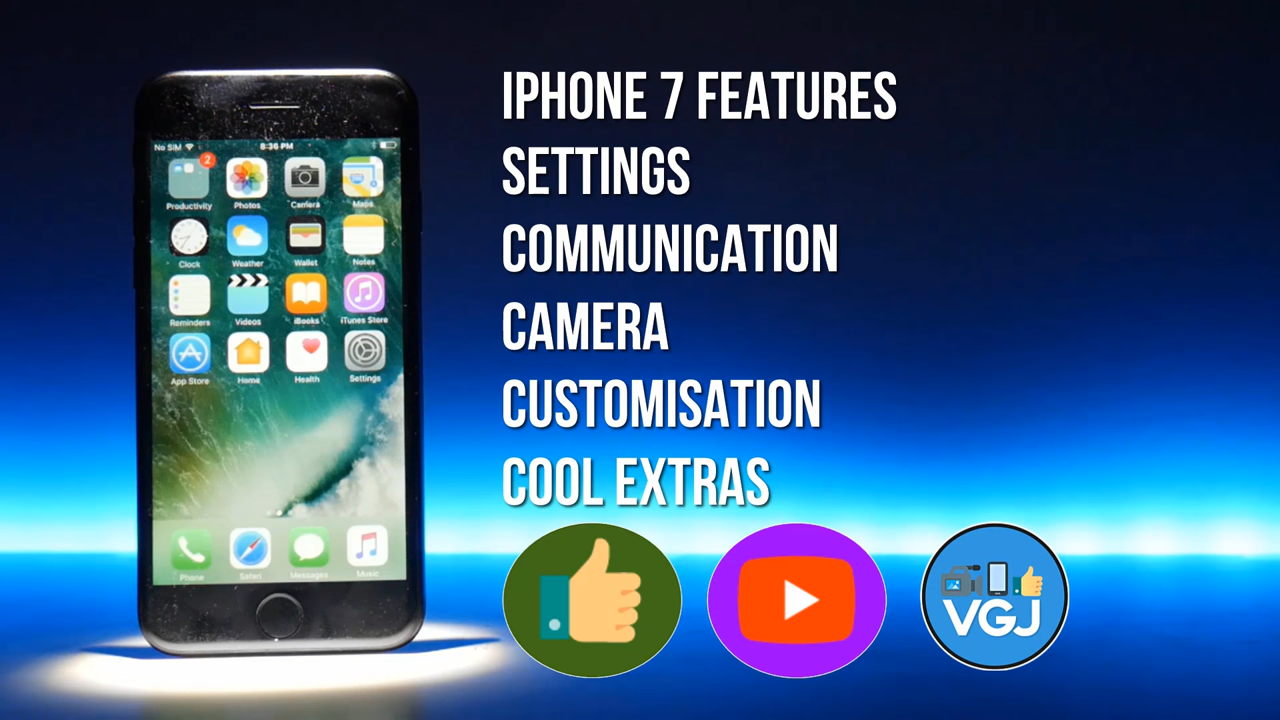 IPHONE 7 FEATURES
SETTINGS
COMMUNICATION
CAMERA
CUSTOMISATION
COOL EXTRAS
VGJ
No SIM 8:36 PM
2
Productivity Photos Camera Maps
Clock Weather Wallet Notes
Reminders Videos iBooks iTunes Store
App Store Home Health Settings
Phone Safari Messages Music